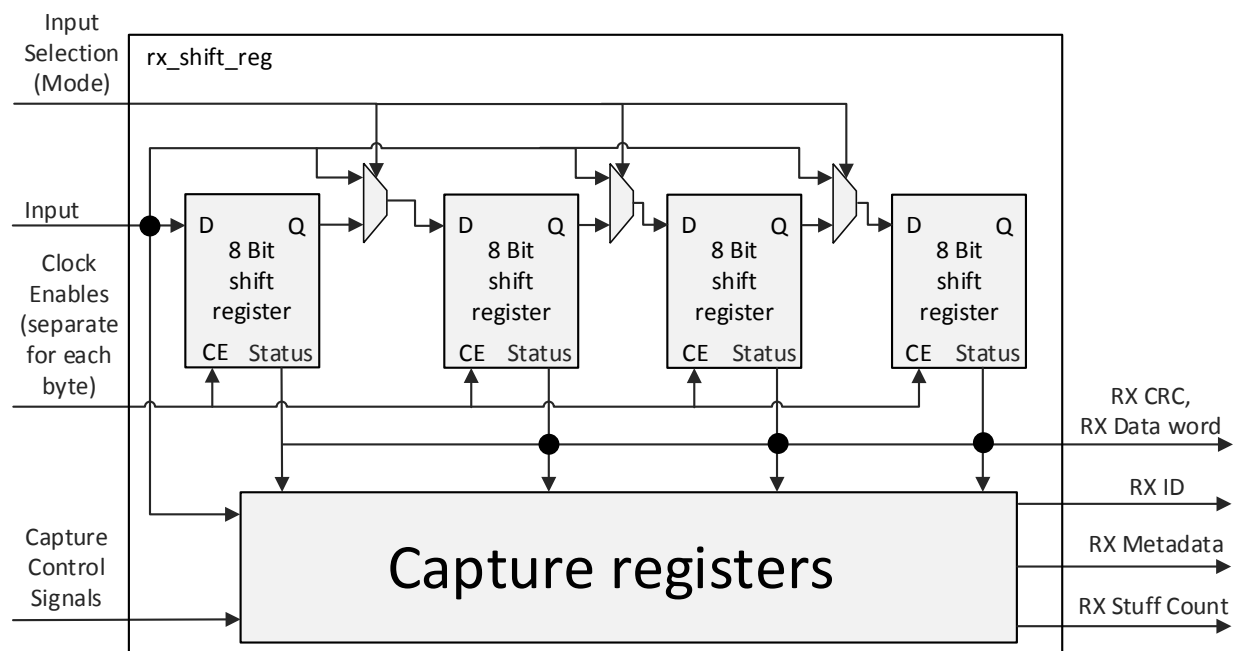 Input
Selection
(Mode)
rx_shift_reg
Input
D Q
8 Bit
shift
register
CE Status
D Q
8 Bit
shift
register
CE Status
D Q
8 Bit
shift
register
CE Status
D Q
8 Bit
shift
register
CE Status
Clock
Enables
(separate
for each
byte)
RX CRC,
RX Data word
RX ID
RX Metadata
RX Stuff Count
Capture
Control
Signals
Capture registers